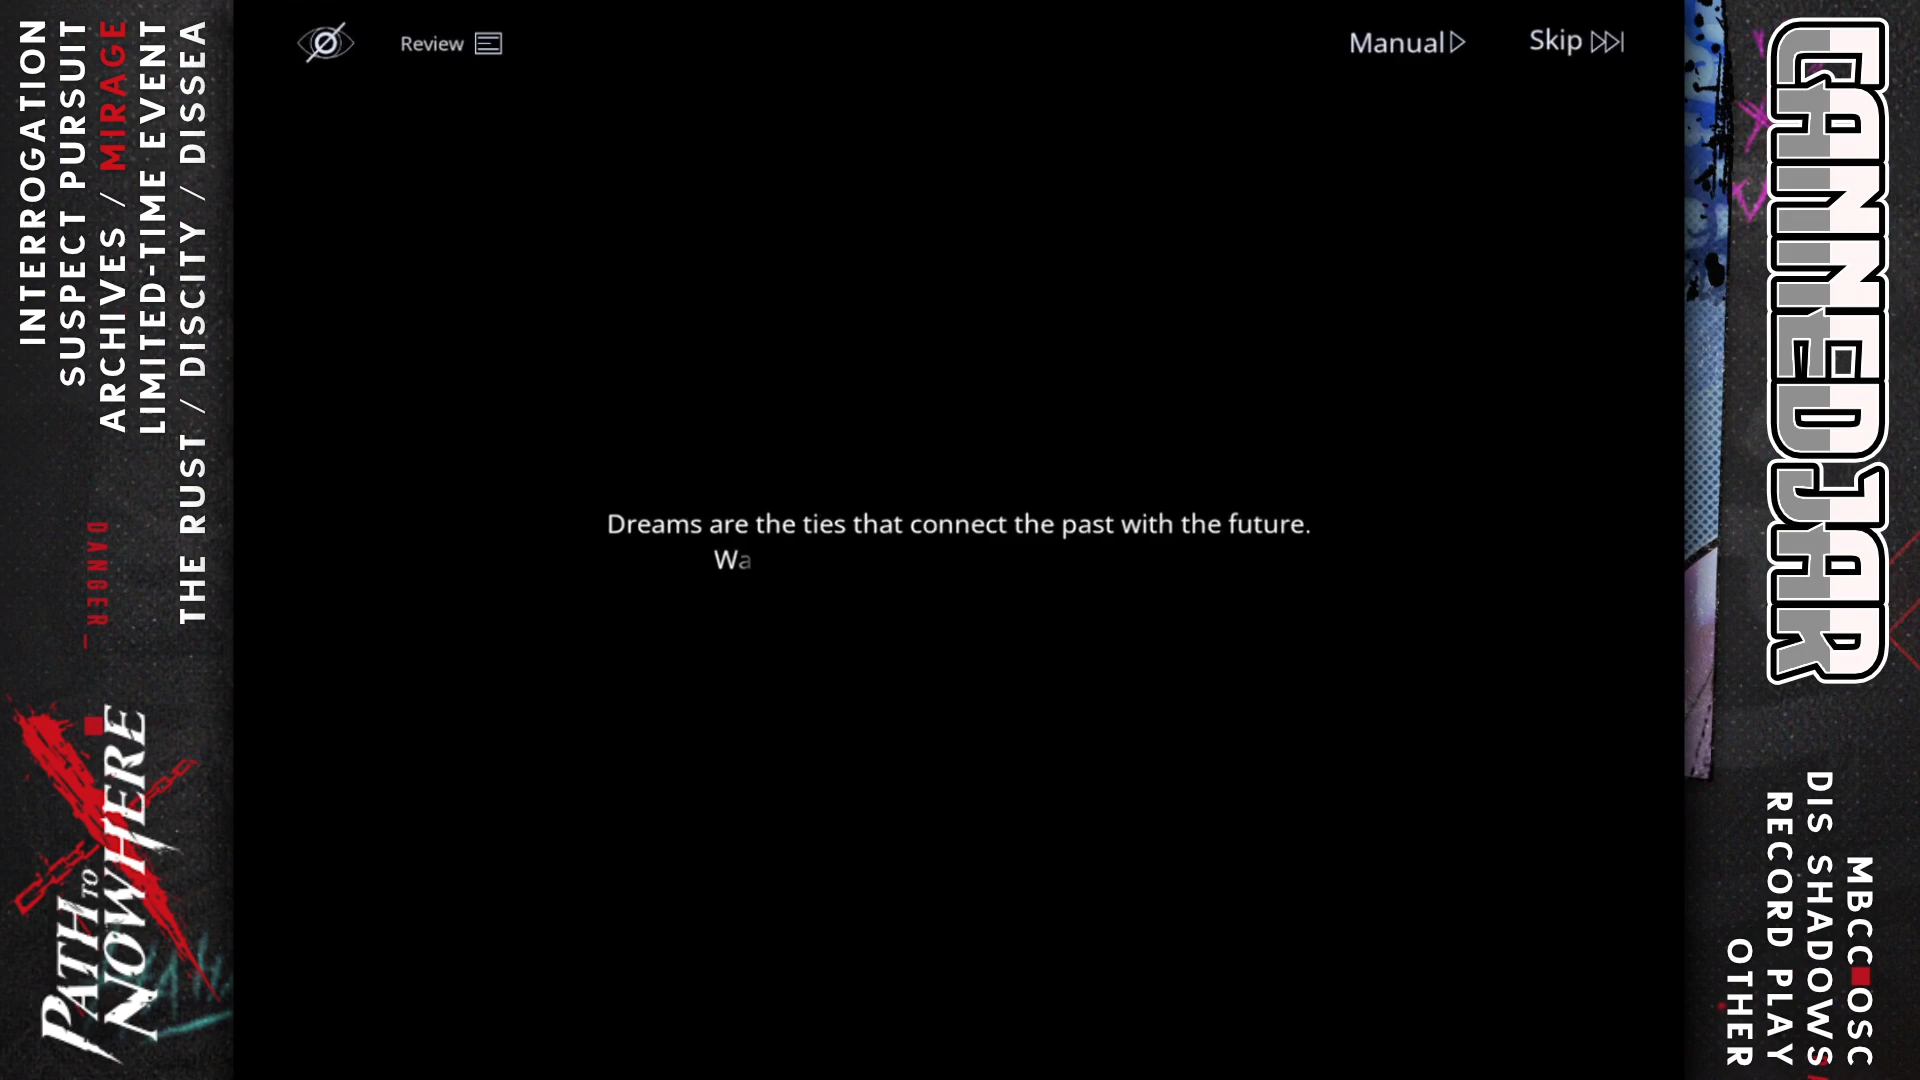 INTERROGATION
SUSPECT PURSUIT
ARCHIVES / MIRAGE
LIMITED-TIME EVENT
THE RUST / DISCITY / DISSEA
DANGER
PATH TO
NOWHERE
Review
Manual
Skip
Dreams are the ties that connect the past with the future.
Wa
CANNEDJAR
MBCC OSC
DIS SHADOWS
RECORD PLAY
OTHER